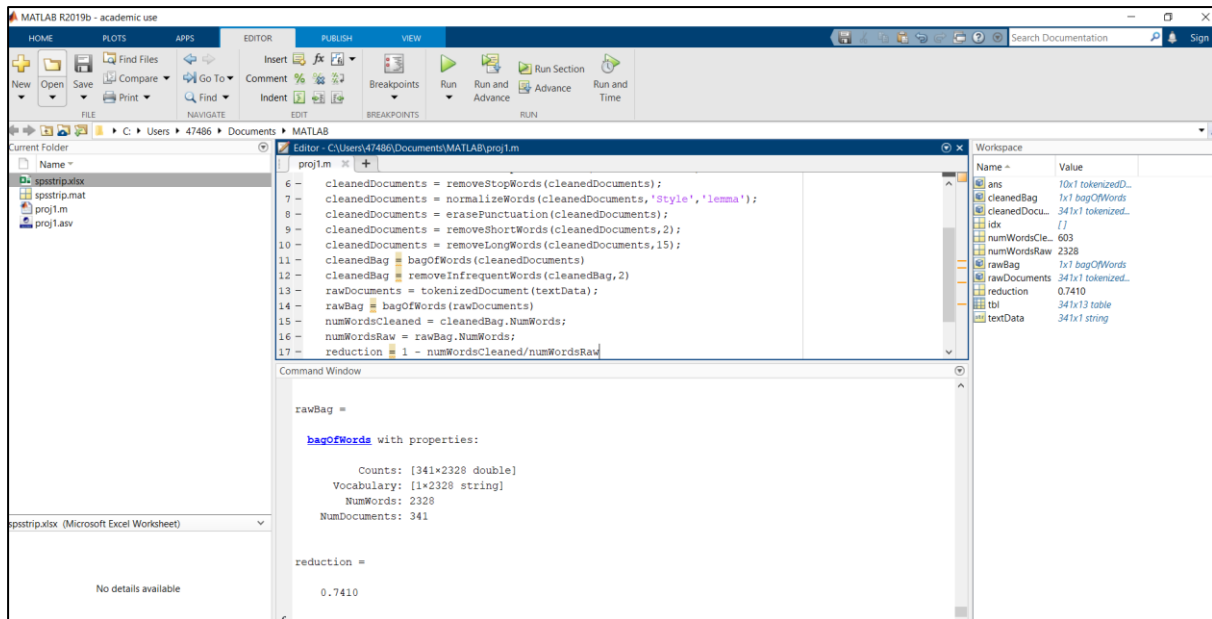 MATLAB R2019b - academic use
HOME PLOTS APPS EDITOR PUBLISH VIEW
Search Documentation
Sign
New Open Save
Find Files
Compare
Print
Go To
Find
Insert fx
Comment
Indent
Breakpoints
Run
Run and Advance
Run Section
Advance
Run and Time
FILE NAVIGATE EDIT BREAKPOINTS RUN
C: Users 47486 Documents MATLAB
Current Folder
Name
spsstrip.xlsx
spsstrip.mat
proj1.m
proj1.asv
spsstrip.xlsx (Microsoft Excel Worksheet)
No details available
Editor - C:\Users\47486\Documents\MATLAB\proj1.m
proj1.m
6 - cleanedDocuments = removeStopWords(cleanedDocuments);
7 - cleanedDocuments = normalizeWords(cleanedDocuments,'Style','lemma');
8 - cleanedDocuments = erasePunctuation(cleanedDocuments);
9 - cleanedDocuments = removeShortWords(cleanedDocuments,2);
10 - cleanedDocuments = removeLongWords(cleanedDocuments,15);
11 - cleanedBag = bagOfWords(cleanedDocuments)
12 - cleanedBag = removeInfrequentWords(cleanedBag,2)
13 - rawDocuments = tokenizedDocument(textData);
14 - rawBag = bagOfWords(rawDocuments)
15 - numWordsCleaned = cleanedBag.NumWords;
16 - numWordsRaw = rawBag.NumWords;
17 - reduction = 1 - numWordsCleaned/numWordsRaw
Command Window
rawBag =
bagOfWords with properties:
Counts: [341×2328 double]
Vocabulary: [1×2328 string]
NumWords: 2328
NumDocuments: 341
reduction =
0.7410
Workspace
Name Value
ans 10x1 tokenizedD...
cleanedBag 1x1 bagOfWords
cleanedDocu... 341x1 tokenized...
idx []
numWordsCle... 603
numWordsRaw 2328
rawBag 1x1 bagOfWords
rawDocuments 341x1 tokenized...
reduction 0.7410
tbl 341x13 table
textData 341x1 string